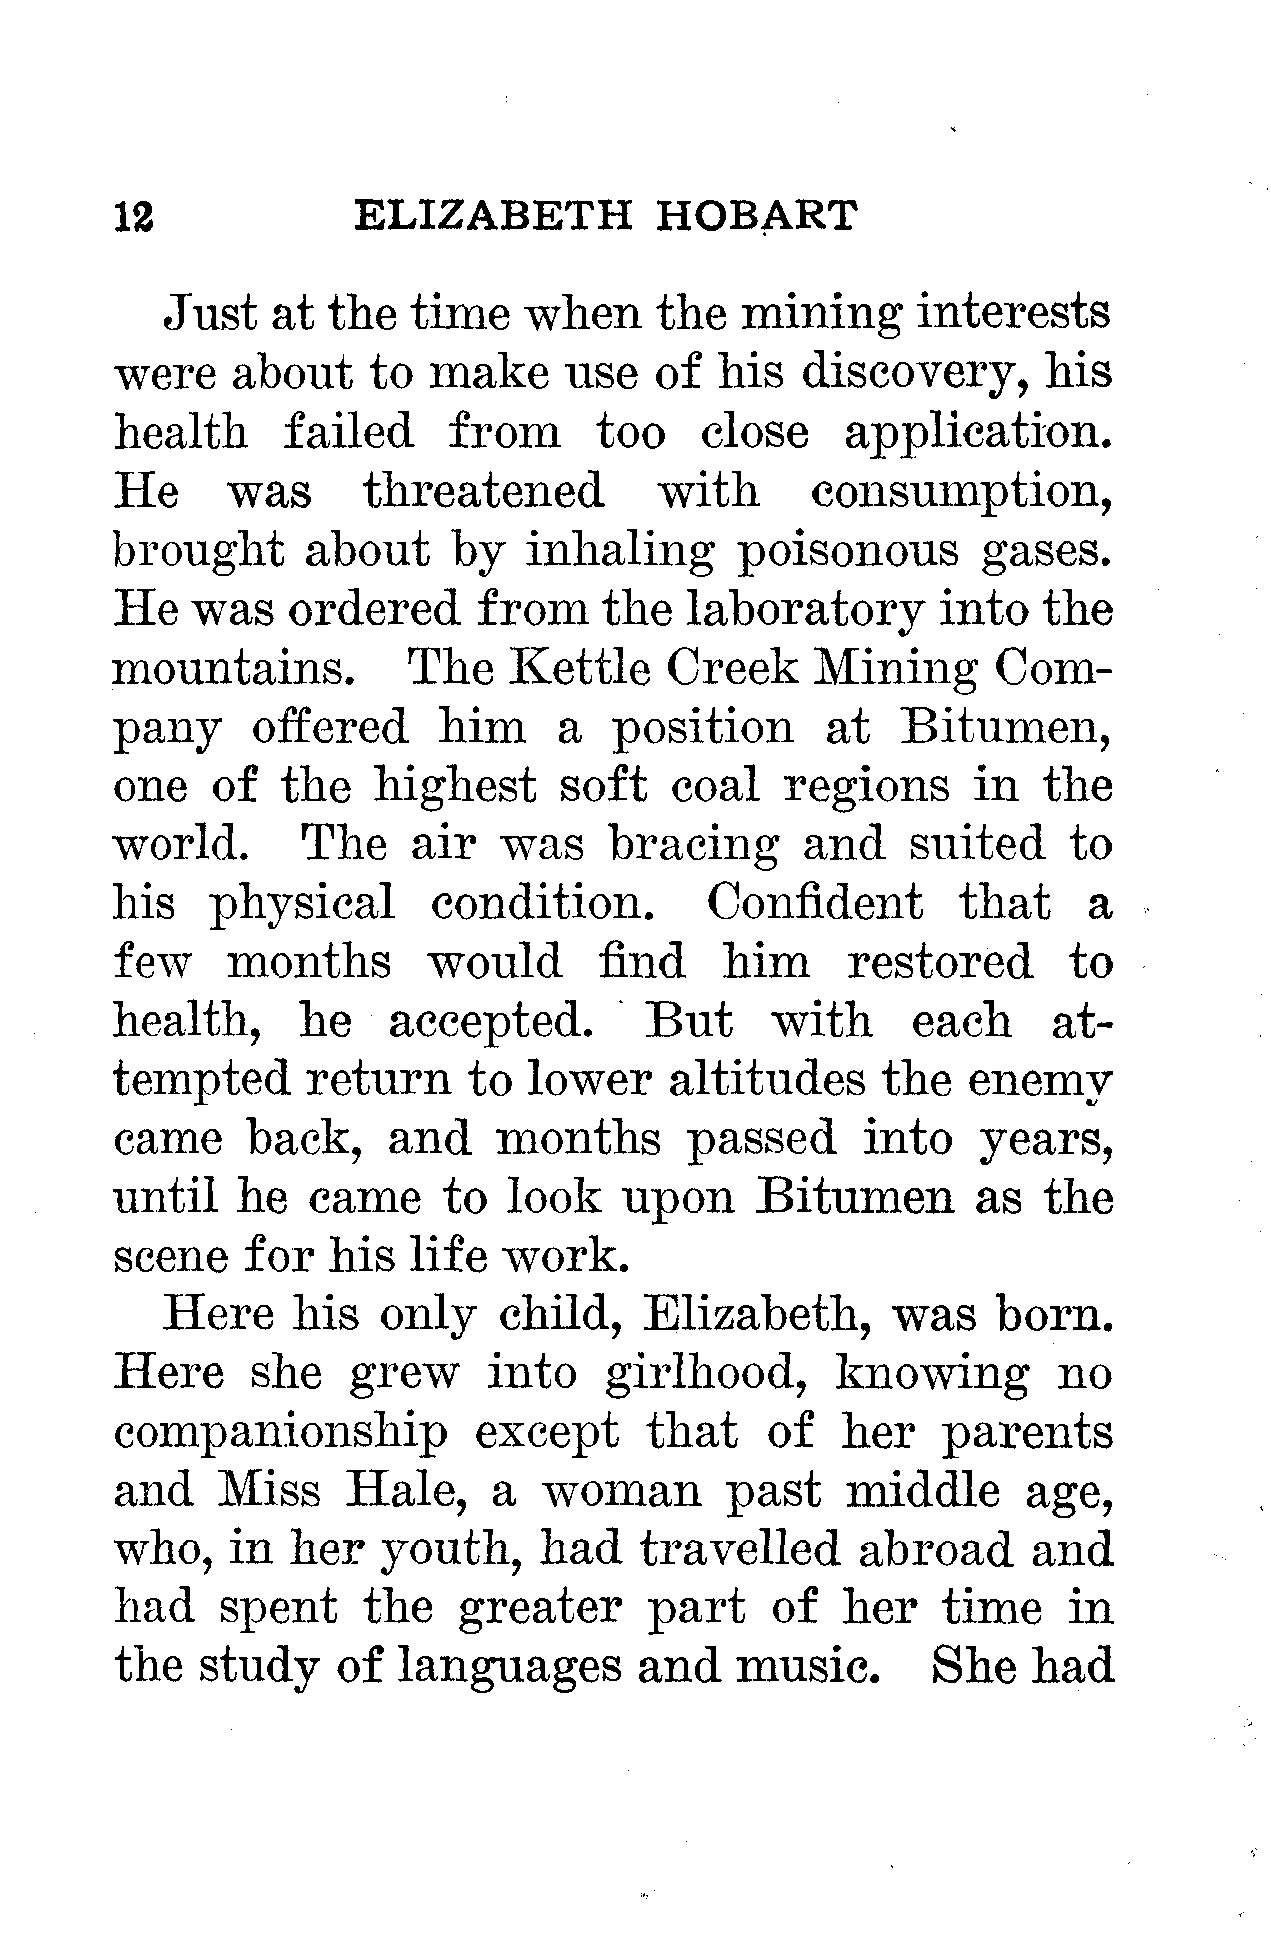 12 ELIZABETH HOBART
Just at the time when the mining interests
were about to make use of his discovery, his
health failed from too close application.
He was threatened with consumption,
brought about by inhaling poisonous gases.
He was ordered from the laboratory into the
mountains. The Kettle Creek Mining Com-
pany offered him a position at Bitumen,
one of the highest soft coal regions in the
world. The air was bracing and suited to
his physical condition. Confident that a
few months would find him restored to
health, he accepted. But with each at-
tempted return to lower altitudes the enemy
came back, and months passed into years,
until he came to look upon Bitumen as the
scene for his life work.
Here his only child, Elizabeth, was born.
Here she grew into girlhood, knowing no
companionship except that of her parents
and Miss Hale, a woman past middle age,
who, in her youth, had travelled abroad and
had spent the greater part of her time in
the study of languages and music. She had